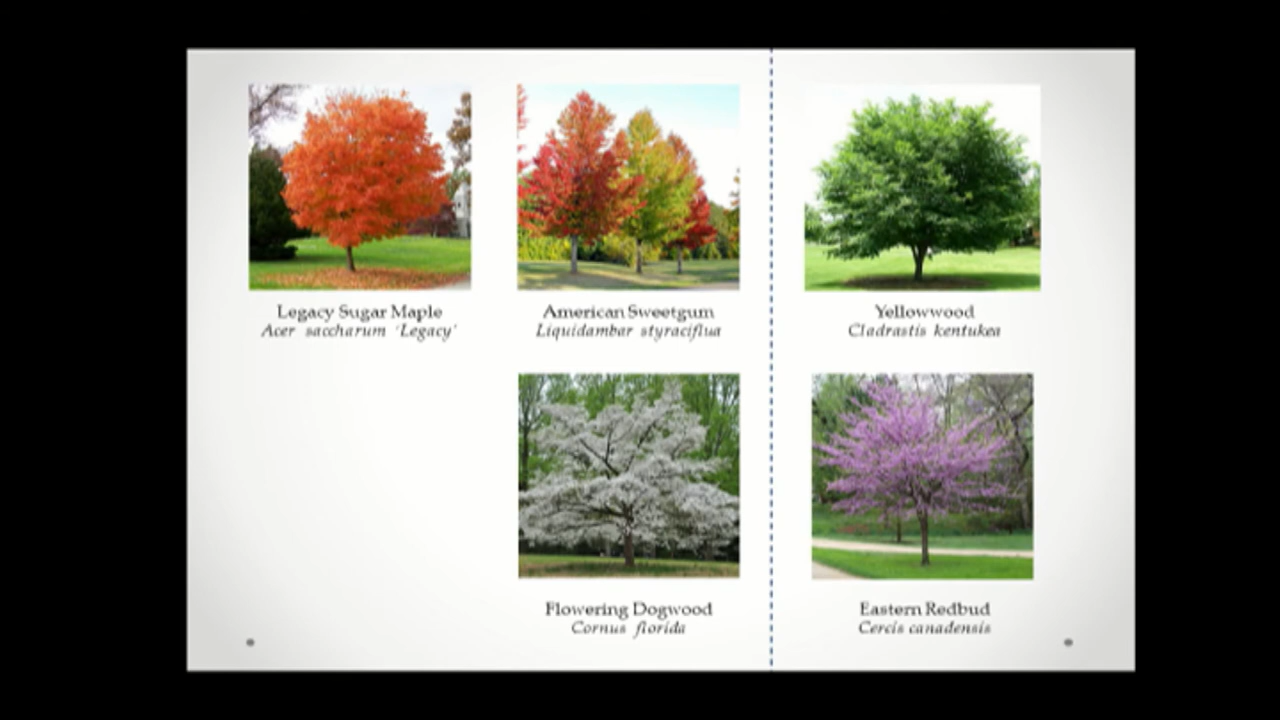 Legacy Sugar Maple
Acer saccharum 'Legacy'
American Sweetgum
Liquidambar styraciflua
Yellowwood
Cladrastis kentukea
Flowering Dogwood
Cornus florida
Eastern Redbud
Cercis canadensis